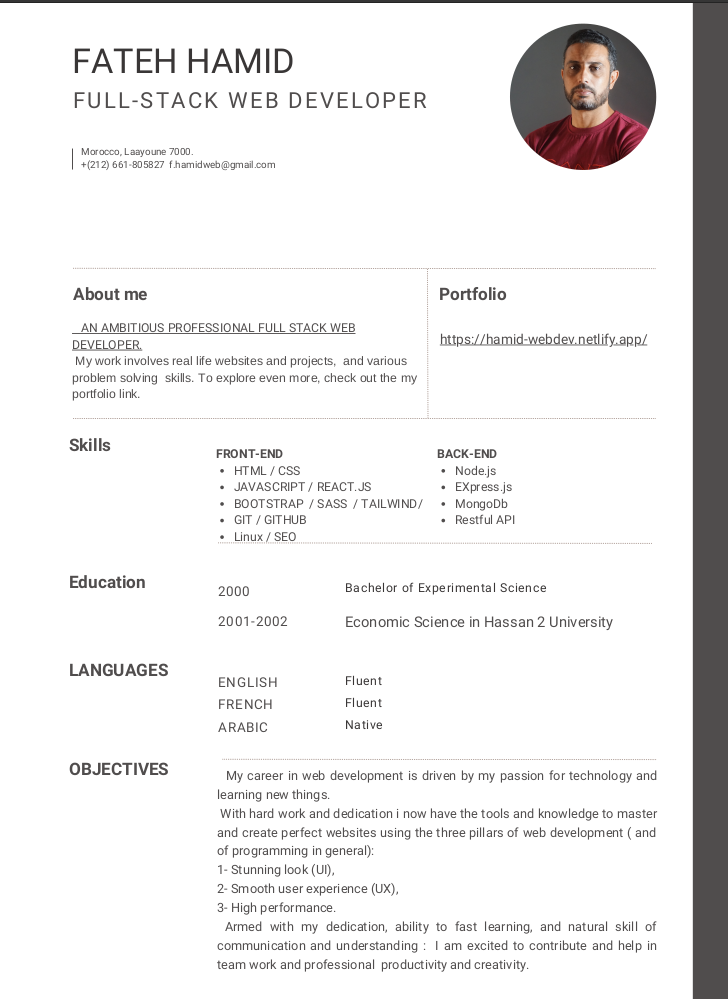 FATEH HAMID
FULL-STACK WEB DEVELOPER
Morocco, Laayoune 7000.
+(212) 661-805827 f.hamidweb@gmail.com
About me
AN AMBITIOUS PROFESSIONAL FULL STACK WEB
DEVELOPER.
My work involves real life websites and projects, and various
problem solving skills. To explore even more, check out the my
portfolio link.
Portfolio
https://hamid-webdev.netlify.app/
Skills
FRONT-END
• HTML / CSS
• JAVASCRIPT / REACT.JS
• BOOTSTRAP / SASS / TAILWIND/
• GIT / GITHUB
• Linux / SEO
BACK-END
• Node.js
• EXpress.js
• MongoDb
• Restful API
Education
2000 Bachelor of Experimental Science
2001-2002 Economic Science in Hassan 2 University
LANGUAGES
ENGLISH Fluent
FRENCH Fluent
ARABIC Native
OBJECTIVES
My career in web development is driven by my passion for technology and
learning new things.
With hard work and dedication i now have the tools and knowledge to master
and create perfect websites using the three pillars of web development ( and
of programming in general):
1- Stunning look (UI),
2- Smooth user experience (UX),
3- High performance.
Armed with my dedication, ability to fast learning, and natural skill of
communication and understanding : I am excited to contribute and help in
team work and professional productivity and creativity.